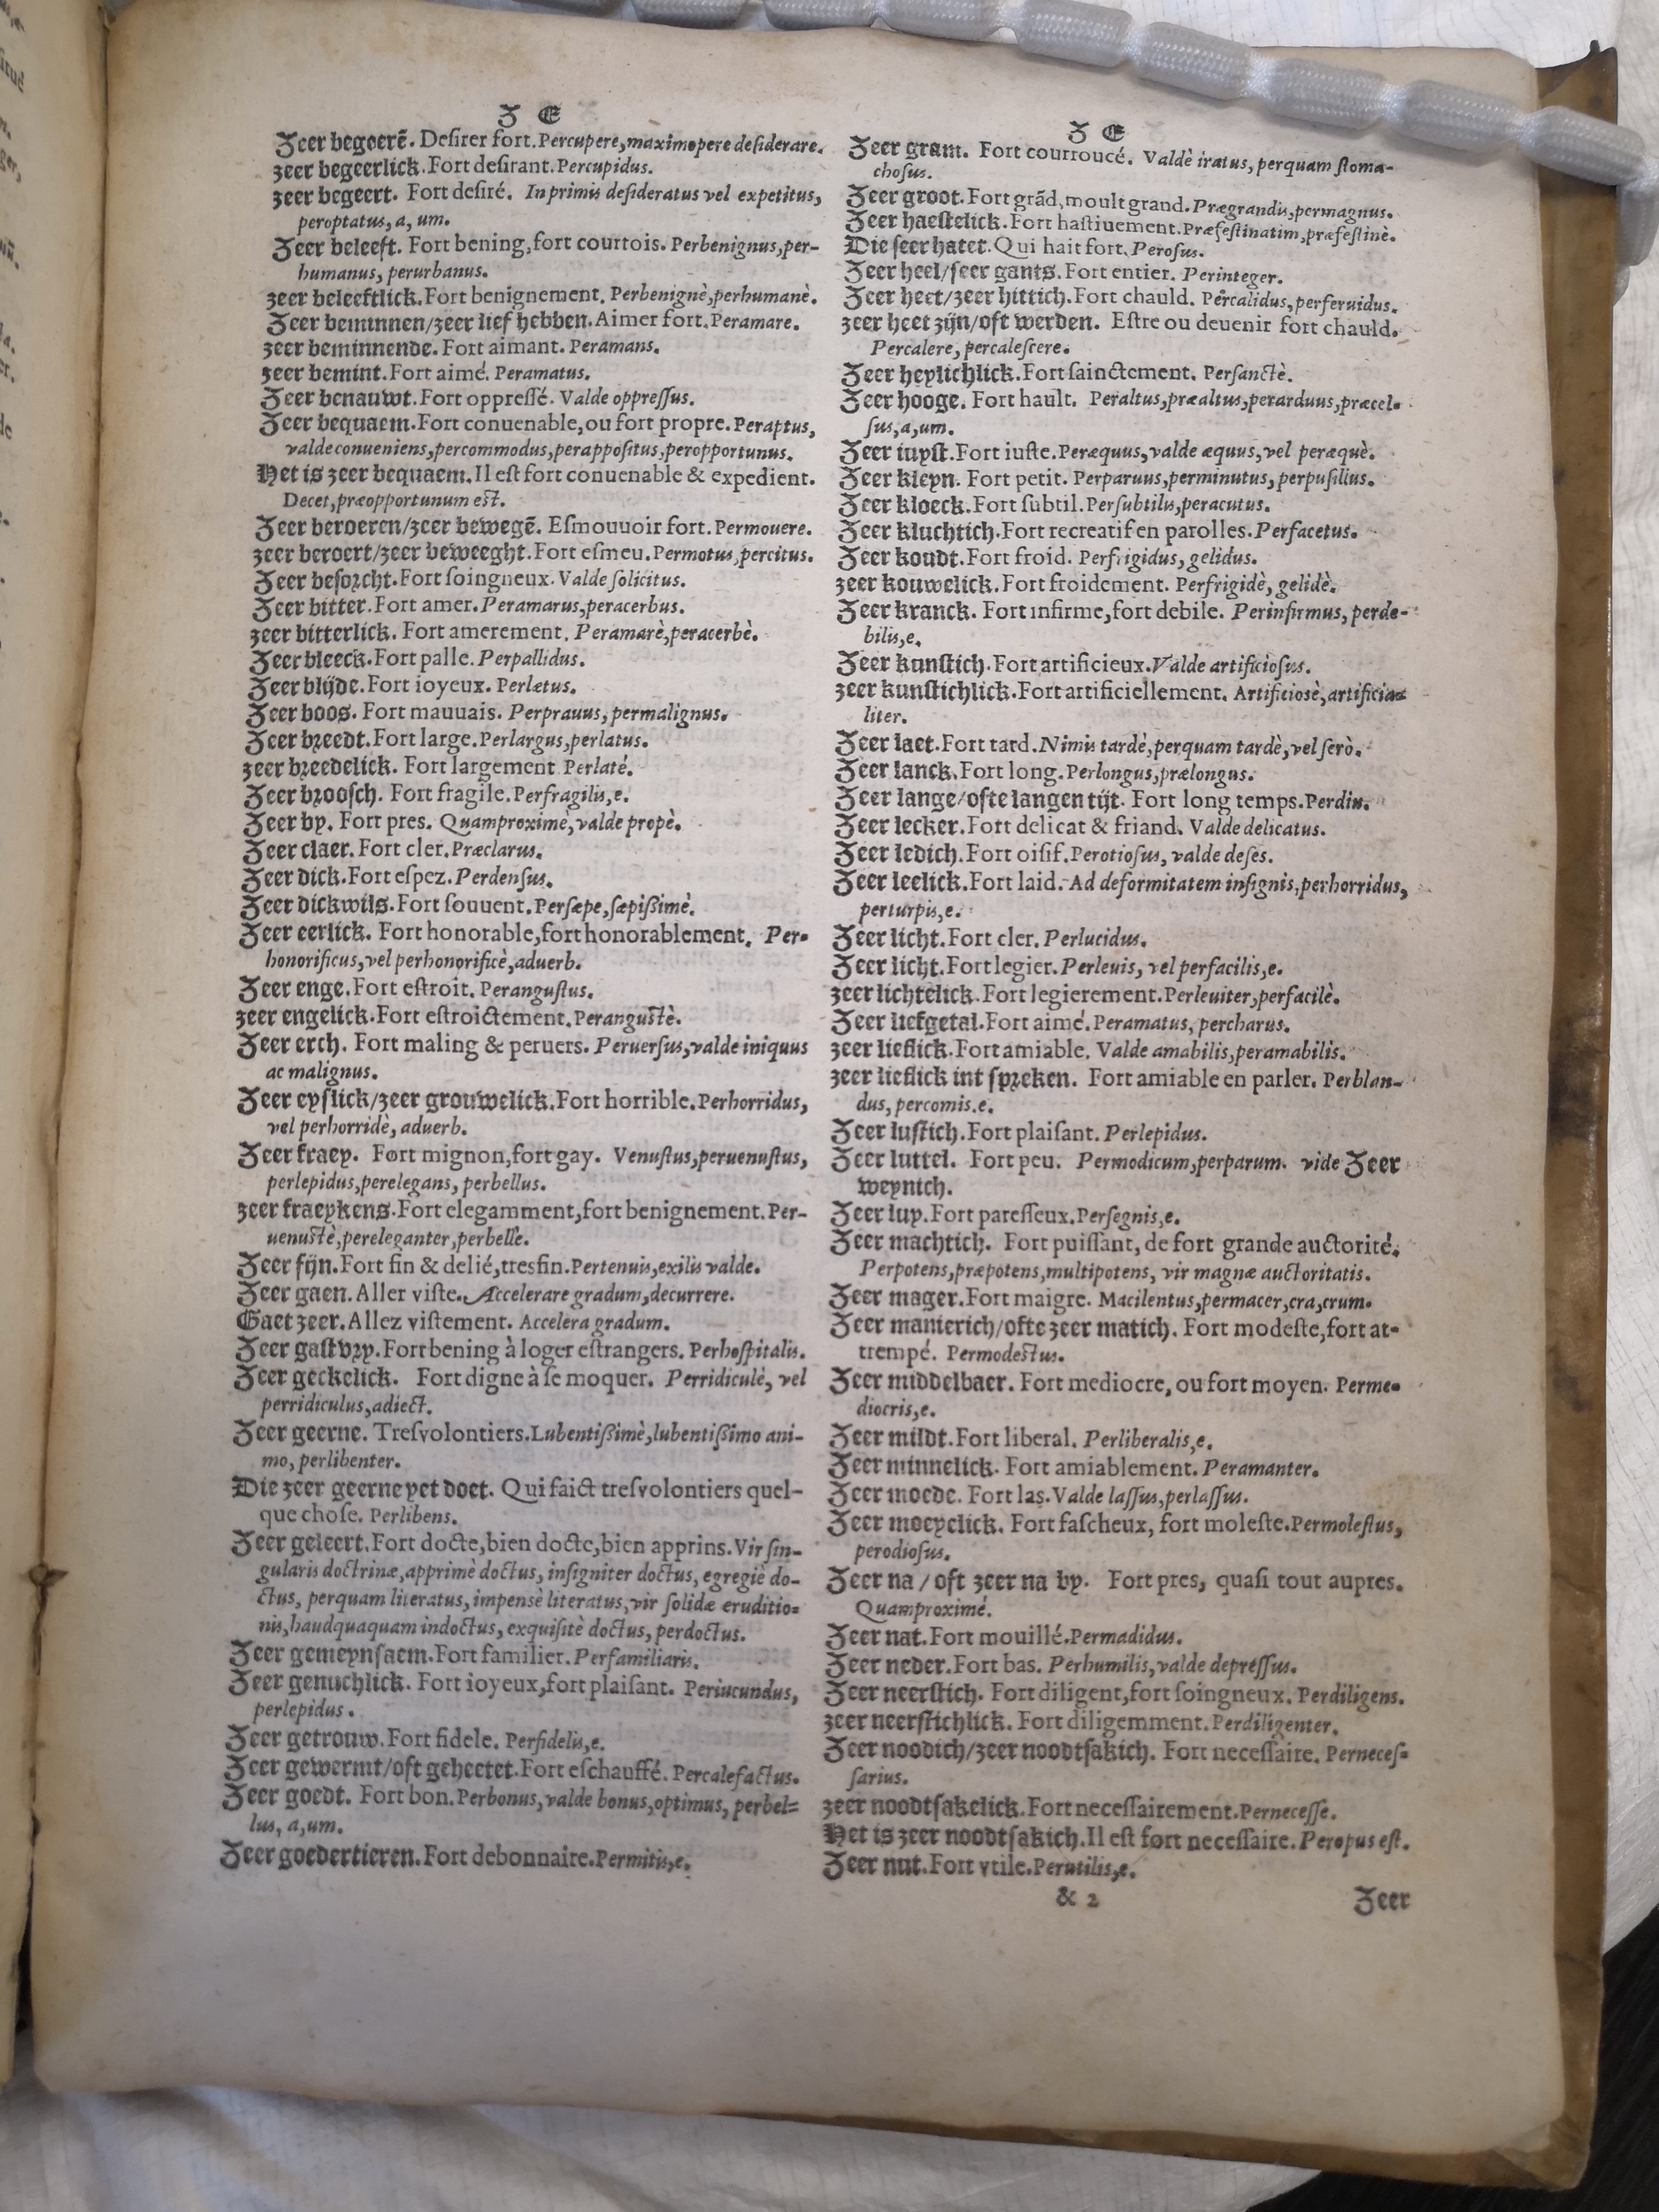 Z E
Zeer begeerē. Desirer fort. Percupere, maximopere desiderare.
zeer begeerlick. Fort desirant. Percupidus.
zeer begeert. Fort desiré. Inprimis desideratus vel expetitus,
peroptatus, a, um.
Zeer beleeft. Fort bening, fort courtois. Perbenignus, per-
humanus, perurbanus.
zeer beleeftlick. Fort benignement. Perbenignè, perhumanè.
Zeer beminnen/zeer lief hebben. Aimer fort. Peramare.
zeer beminnende. Fort aimant. Peramans.
zeer bemint. Fort aimé. Peramatus.
Zeer benauwt. Fort oppressé. Valde oppressus.
Zeer bequaem. Fort conuenable, ou fort propre. Peraptus,
valde conueniens, percommodus, perappositus, peropportunus.
Het is zeer bequaem. Il est fort conuenable & expedient.
Decet, præopportunum est.
Zeer beroeren/zeer bewegē. Esmouuoir fort. Permouere.
zeer beroert/zeer beweeght. Fort esmeu. Permotus, percitus.
Zeer besorcht. Fort soingneux. Valde solicitus.
Zeer bitter. Fort amer. Peramarus, peracerbus.
zeer bitterlick. Fort amerement. Peramarè, peracerbè.
Zeer bleeck. Fort palle. Perpallidus.
Zeer blijde. Fort ioyeux. Perlætus.
Zeer boos. Fort mauuais. Perprauus, permalignus.
Zeer breedt. Fort large. Perlargus, perlatus.
zeer breedelick. Fort largement Perlaté.
Zeer broosch. Fort fragile. Perfragilis, e.
Zeer by. Fort pres. Quamproximè, valde propè.
Zeer claer. Fort cler. Præclarus.
Zeer dick. Fort espez. Perdensus.
Zeer dickwils. Fort souuent. Persæpe, sæpißimè.
Zeer eerlick. Fort honorable, fort honorablement. Per-
honorificus, vel perhonorificè, aduerb.
Zeer enge. Fort estroit. Perangustus.
zeer engelick. Fort estroictement. Perangustè.
Zeer erch. Fort maling & peruers. Peruersus, valde iniquus
ac malignus.
Zeer eyslick/zeer grouwelick. Fort horrible. Perhorridus,
vel perhorridè, aduerb.
Zeer fraey. Fort mignon, fort gay. Venustus, peruenustus,
perlepidus, perelegans, perbellus.
zeer fraeykens. Fort elegamment, fort benignement. Per-
uenustè, pereleganter, perbelle.
Zeer fijn. Fort fin & delié, tresfin. Pertenuis, exilis valde.
Zeer gaen. Aller viste. Accelerare gradum, decurrere.
Gaet zeer. Allez vistement. Accelera gradum.
Zeer gastvry. Fort bening à loger estrangers. Perhospitalis.
Zeer geckelick. Fort digne à se moquer. Perridiculè, vel
perridiculus, adiect.
Zeer geerne. Tresvolontiers. Lubentißimè, lubentißimo ani-
mo, perlibenter.
Die zeer geerne yet doet. Qui faict tresvolontiers quel-
que chose. Perlibens.
Zeer geleert. Fort docte, bien docte, bien apprins. Vir sin-
gularis doctrinæ, apprimè doctus, insigniter doctus, egregiè do-
ctus, perquam literatus, impensè literatus, vir solidæ eruditio-
nis, haudquaquam indoctus, exquisitè doctus, perdoctus.
Zeer gemeynsaem. Fort familier. Perfamiliaris.
Zeer genuchlick. Fort ioyeux, fort plaisant. Periucundus,
perlepidus.
Zeer getrouw. Fort fidele. Perfidelis, e.
Zeer gewermt/oft geheetet. Fort eschauffé. Percalefactus.
Zeer goedt. Fort bon. Perbonus, valde bonus, optimus, perbel-
lus, a, um.
Zeer goedertieren. Fort debonnaire. Permitis, e.
Z E
Zeer gram. Fort courroucé. Valdè iratus, perquam stoma-
chosus.
Zeer groot. Fort grād, moult grand. Prægrandis, permagnus.
Zeer haestelick. Fort hastiuement. Præfestinatim, præfestinè.
Die seer hatet. Qui hait fort. Perosus.
Zeer heel/seer gants. Fort entier. Perinteger.
Zeer heet/zeer hittich. Fort chauld. Percalidus, perferuidus.
zeer heet zijn/oft werden. Estre ou deuenir fort chauld.
Percalere, percalescere.
Zeer heylichlick. Fort sainctement. Persanctè.
Zeer hooge. Fort hault. Peraltus, præaltus, perarduus, præcel-
sus, a, um.
Zeer iuyst. Fort iuste. Peræquus, valde æquus, vel peræquè.
Zeer kleyn. Fort petit. Perparuus, perminutus, perpusillus.
Zeer kloeck. Fort subtil. Persubtilis, peracutus.
Zeer kluchtich. Fort recreatif en parolles. Perfacetus.
Zeer koudt. Fort froid. Perfrigidus, gelidus.
zeer kouwelick. Fort froidement. Perfrigidè, gelidè.
Zeer kranck. Fort infirme, fort debile. Perinfirmus, perde-
bilis, e.
Zeer kunstich. Fort artificieux. Valde artificiosus.
zeer kunstichlick. Fort artificiellement. Artificiosè, artificia-
liter.
Zeer laet. Fort tard. Nimis tardè, perquam tardè, vel serò.
Zeer lanck. Fort long. Perlongus, prælongus.
Zeer lange/ofte langen tijt. Fort long temps. Perdiu.
Zeer lecker. Fort delicat & friand. Valde delicatus.
Zeer ledich. Fort oisif. Perotiosus, valde deses.
Zeer leelick. Fort laid. Ad deformitatem insignis, perhorridus,
perturpis, e.
Zeer licht. Fort cler. Perlucidus.
Zeer licht. Fort legier. Perleuis, vel perfacilis, e.
zeer lichtelick. Fort legierement. Perleuiter, perfacilè.
Zeer liefgetal. Fort aimé. Peramatus, percharus.
zeer lieflick. Fort amiable. Valde amabilis, peramabilis.
zeer lieflick int spreken. Fort amiable en parler. Perblan-
dus, percomis. e.
Zeer lustich. Fort plaisant. Perlepidus.
Zeer luttel. Fort peu. Permodicum, perparum. vide Zeer
weynich.
Zeer luy. Fort paresseux. Persegnis, e.
Zeer machtich. Fort puissant, de fort grande auctorité.
Perpotens, præpotens, multipotens, vir magnæ auctoritatis.
Zeer mager. Fort maigre. Macilentus, permacer, cra, crum.
Zeer manierich/ofte zeer matich. Fort modeste, fort at-
trempé. Permodestus.
Zeer middelbaer. Fort mediocre, ou fort moyen. Perme-
diocris, e.
Zeer mildt. Fort liberal. Perliberalis, e.
Zeer minnelick. Fort amiablement. Peramanter.
Zeer moede. Fort las. Valde lassus, perlassus.
Zeer moeyelick. Fort fascheux, fort moleste. Permolestus,
perodiosus.
Zeer na / oft zeer na by. Fort pres, quasi tout aupres.
Quamproximé.
Zeer nat. Fort mouillé. Permadidus.
Zeer neder. Fort bas. Perhumilis, valde depressus.
Zeer neerstich. Fort diligent, fort soingneux. Perdiligens.
zeer neerstichlick. Fort diligemment. Perdiligenter.
Zeer noodich/zeer noodtsakich. Fort necessaire. Perneces-
sarius.
zeer noodtsakelick. Fort necessairement. Pernecesse.
Het is zeer noodtsakich. Il est fort necessaire. Peropus est.
Zeer nut. Fort vtile. Perutilis, e.
& 2 Zeer